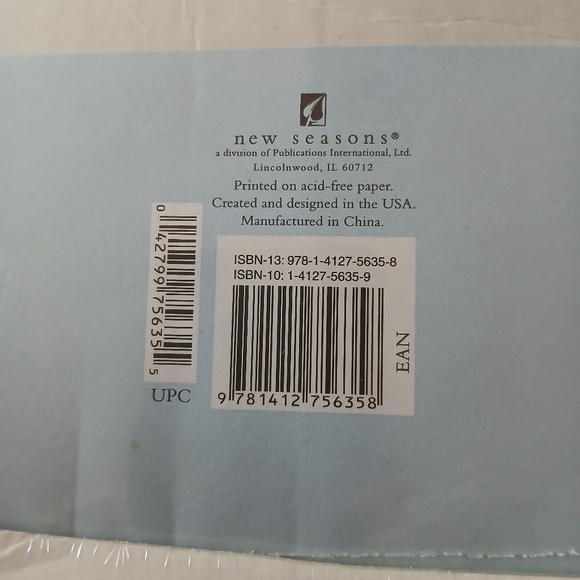 new seasons®
a division of Publications International, Ltd.
Lincolnwood, IL 60712
Printed on acid-free paper.
Created and designed in the USA.
Manufactured in China.
ISBN-13: 978-1-4127-5635-8
ISBN-10: 1-4127-5635-9
9 781412 756358
EAN
0 42799 75635 5
UPC